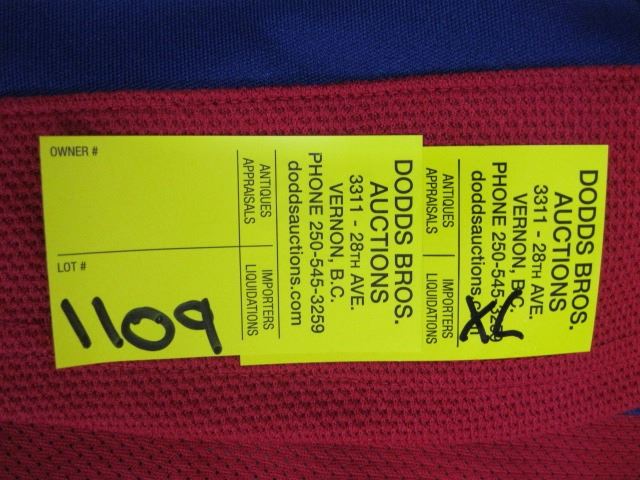 OWNER #
LOT #
1109
ANTIQUES
APPRAISALS
IMPORTERS
LIQUIDATIONS
DODDS BROS.
AUCTIONS
3311 - 28TH AVE.
VERNON, B.C.
PHONE 250-545-3259
doddsauctions.com
ANTIQUES
APPRAISALS
IMPORTERS
LIQUIDATIONS
DODDS BROS.
AUCTIONS
3311 - 28TH AVE.
VERNON, B.C.
PHONE 250-545-3259
doddsauctions.c
XL